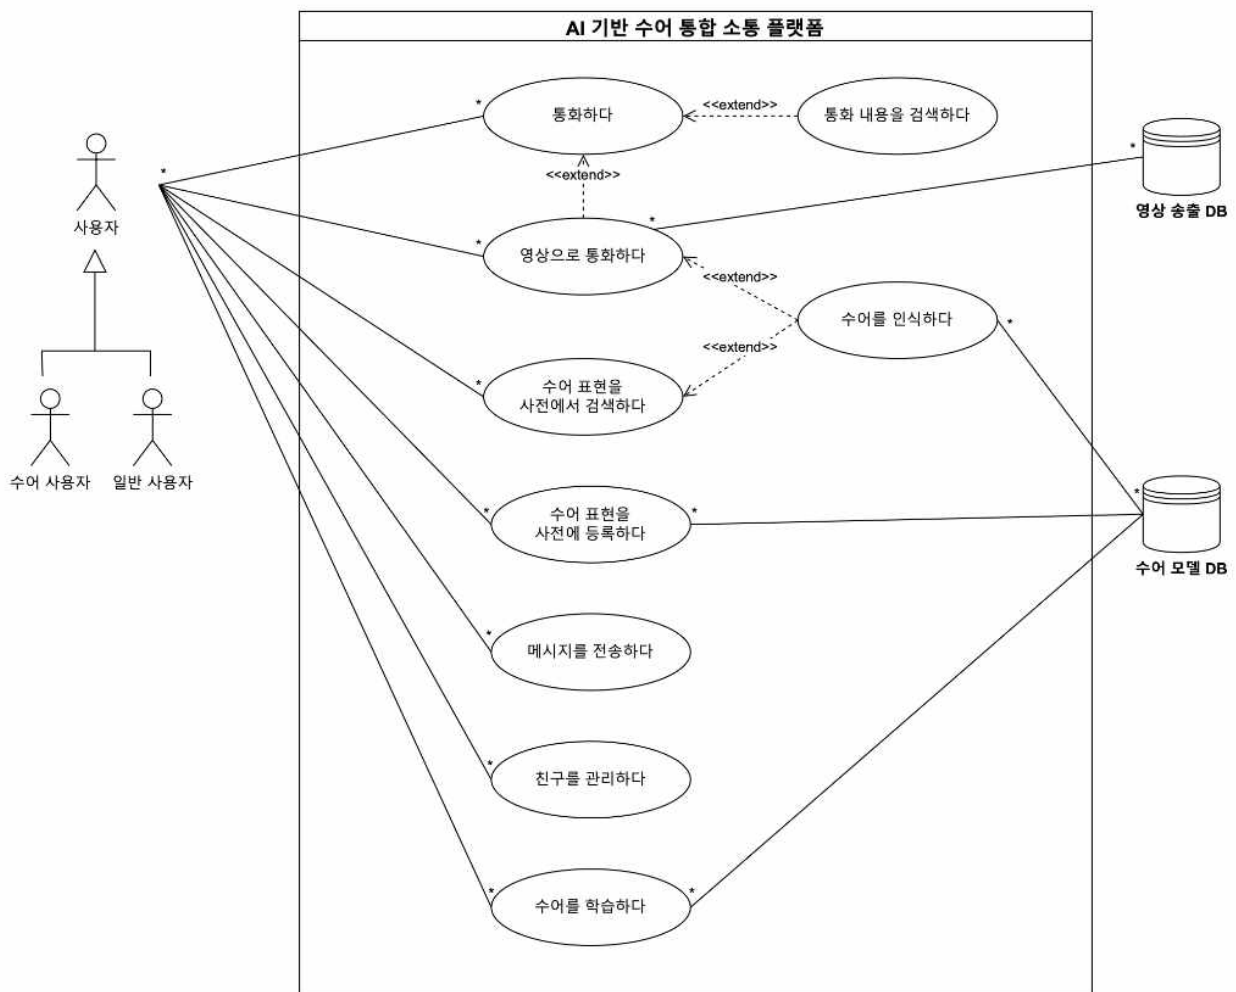 AI 기반 수어 통합 소통 플랫폼
*
통화하다
<<extend>>
통화 내용을 검색하다
*
사용자
<<extend>>
*
영상 송출 DB
*
*
영상으로 통화하다
<<extend>>
수어를 인식하다
*
<<extend>>
*
수어 표현을
사전에서 검색하다
수어 사용자
일반 사용자
*
수어 표현을
사전에 등록하다
*
*
수어 모델 DB
*
메시지를 전송하다
*
친구를 관리하다
*
수어를 학습하다
*